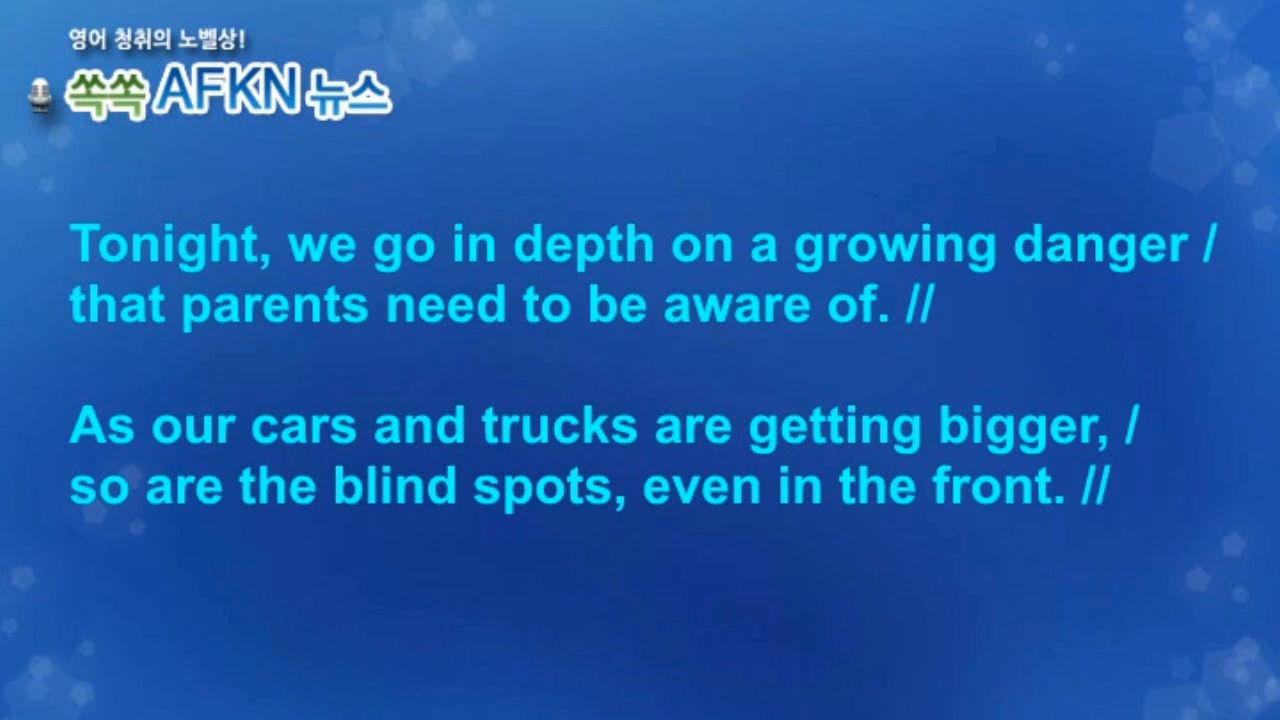 영어 청취의 노벨상!
쏙쏙 AFKN 뉴스
Tonight, we go in depth on a growing danger /
that parents need to be aware of. //
As our cars and trucks are getting bigger, /
so are the blind spots, even in the front. //